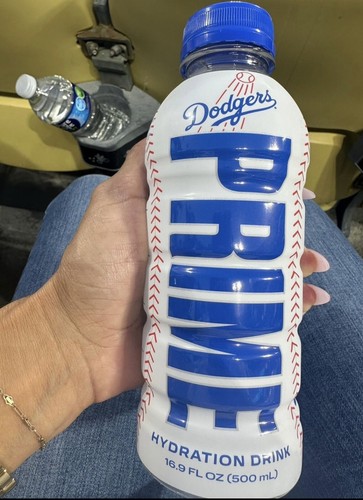 Dodgers
PRIME
HYDRATION DRINK
16.9 FL OZ (500 mL)